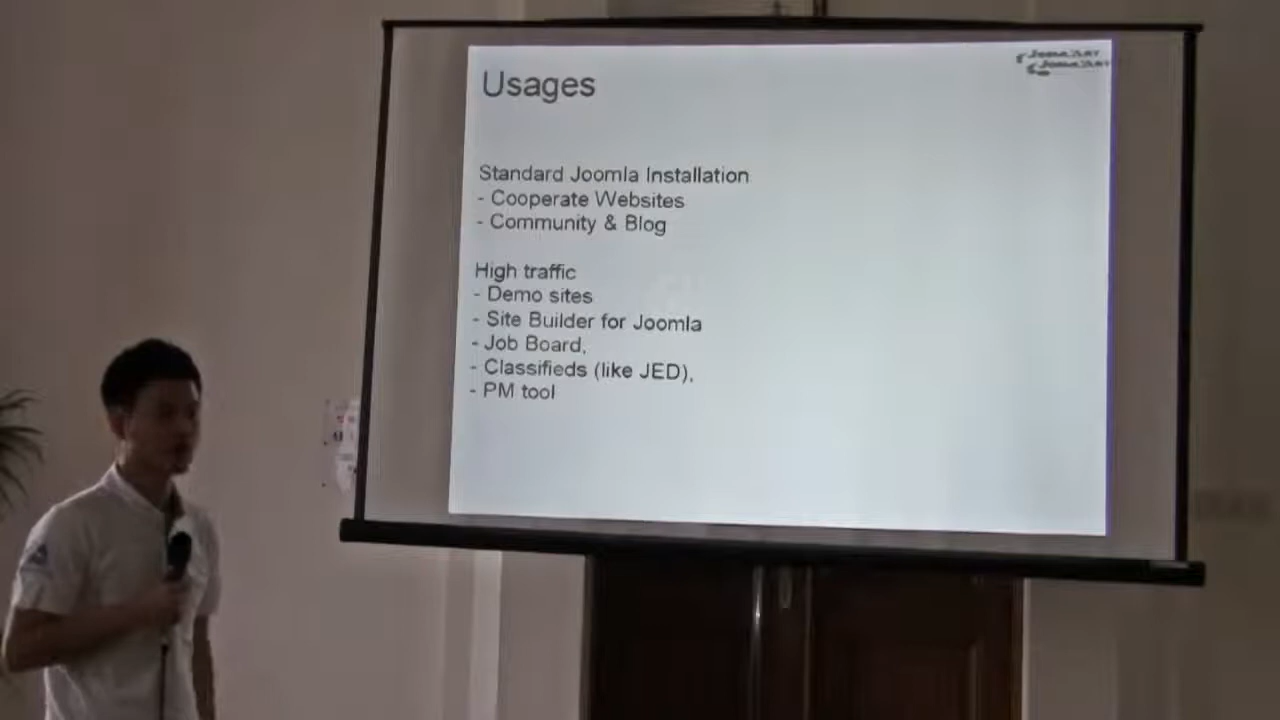 Usages
Standard Joomla Installation
- Cooperate Websites
- Community & Blog
High traffic
- Demo sites
- Site Builder for Joomla
- Job Board,
- Classifieds (like JED),
- PM tool